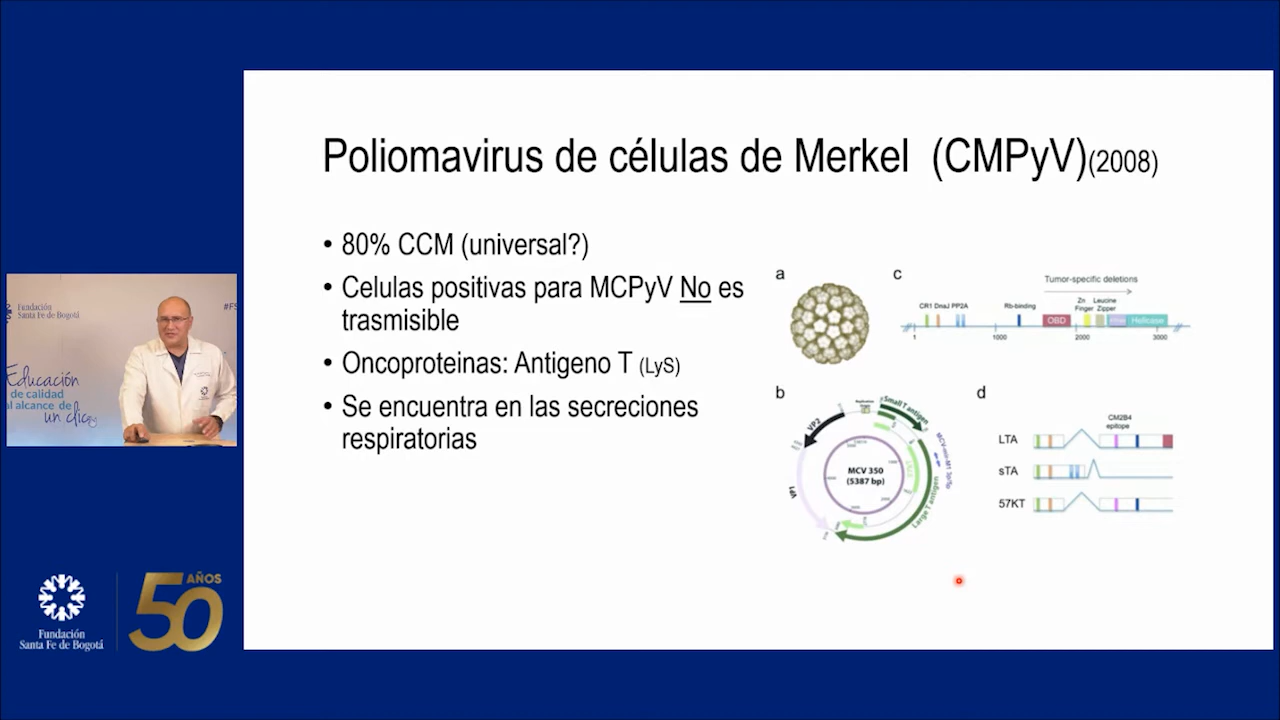 Poliomavirus de células de Merkel (CMPyV)(2008)
• 80% CCM (universal?)
• Celulas positivas para MCPyV No es
trasmisible
• Oncoproteinas: Antigeno T (LyS)
• Se encuentra en las secreciones
respiratorias
a
c
Tumor-specific deletions
CR1 DnaJ PP2A
Rb-binding
Zn
Finger
Leucine
Zipper
OBD
Helicase
1
1000
2000
3000
b
Small T antigen
VP2
VP1
MCV 350
(5387 bp)
Large T antigen
d
CM2B4
epitope
LTA
sTA
57KT
Fundación
Santa Fe de Bogotá
#FS
Educación
de calidad
al alcance de
un clic
Fundación
Santa Fe de Bogotá
50
AÑOS